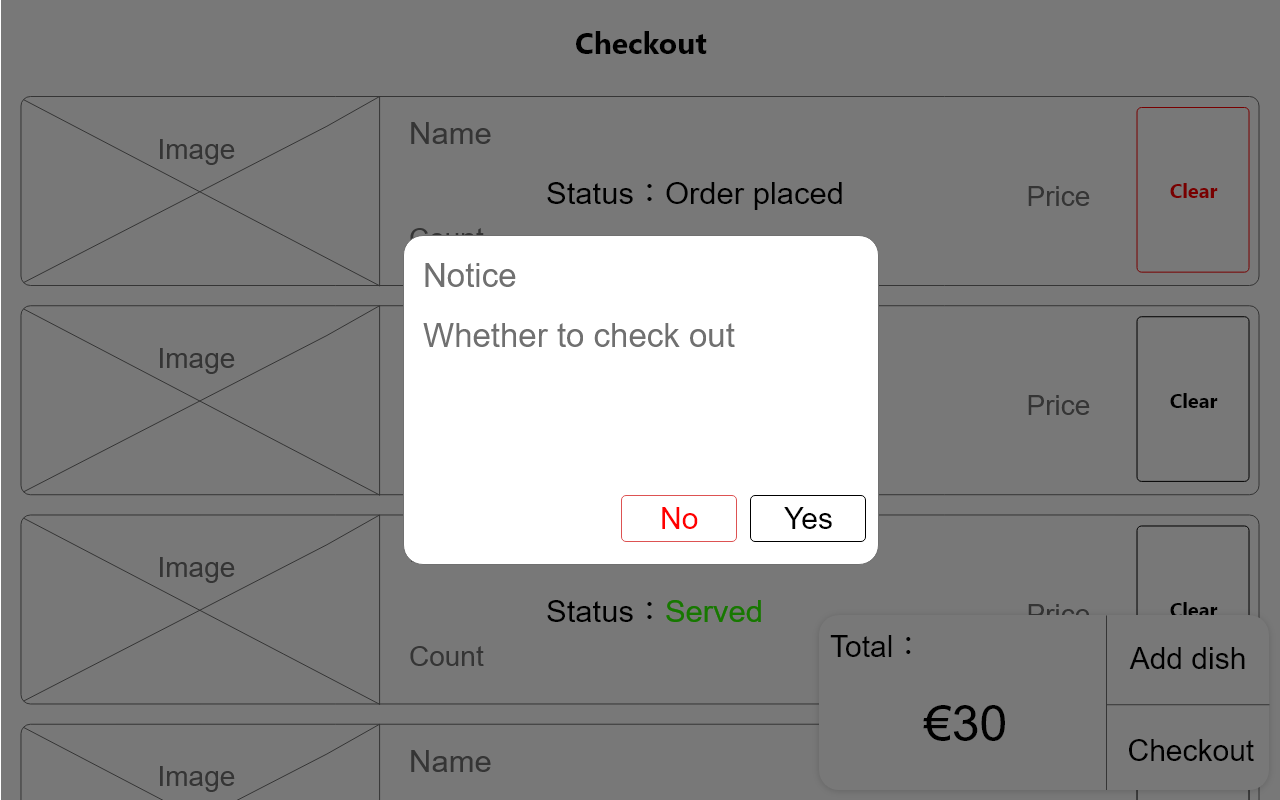 Checkout
Image
Name
Status：Order placed
Price
Clear
Count
Notice
Whether to check out
No
Yes
Image
Price
Clear
Image
Status：Served
Count
Price
Clear
Total：
€30
Add dish
Checkout
Image
Name